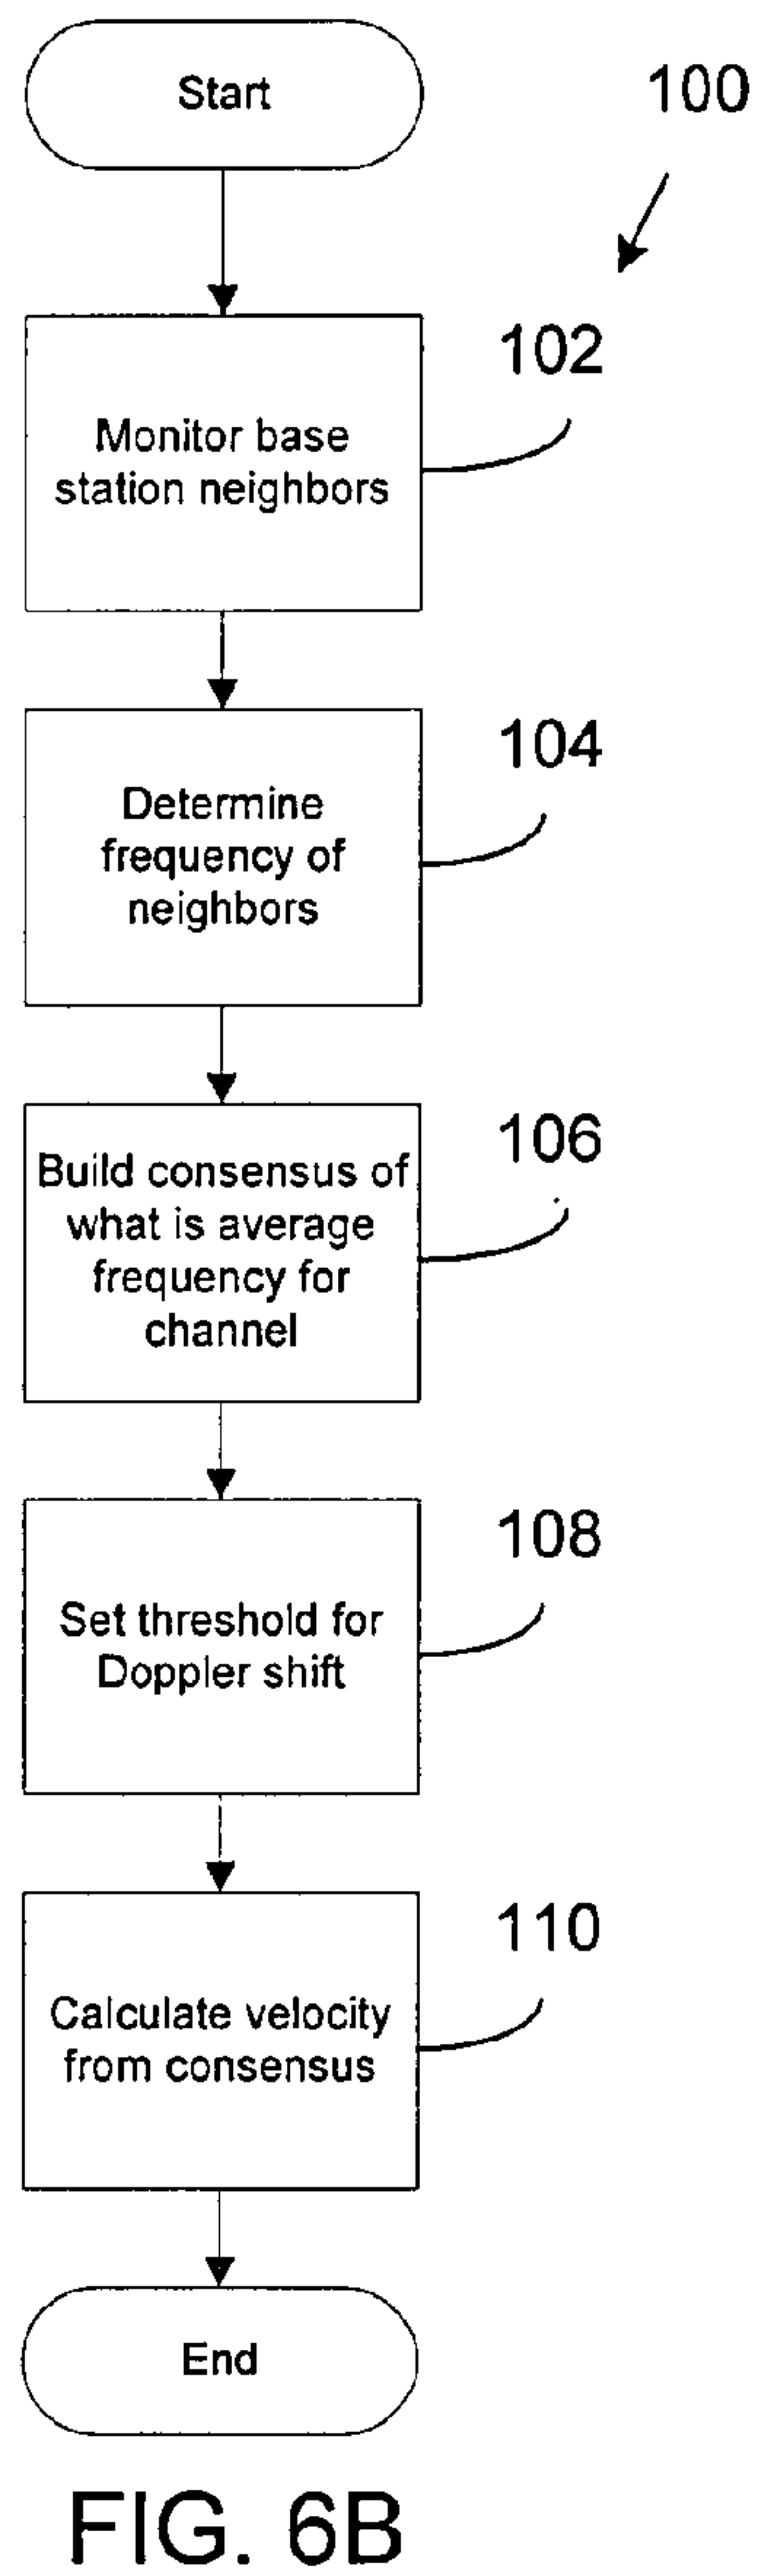 Start
100
102
Monitor base
station neighbors
104
Determine
frequency of
neighbors
106
Build consensus of
what is average
frequency for
channel
108
Set threshold for
Doppler shift
110
Calculate velocity
from consensus
End
FIG. 6B